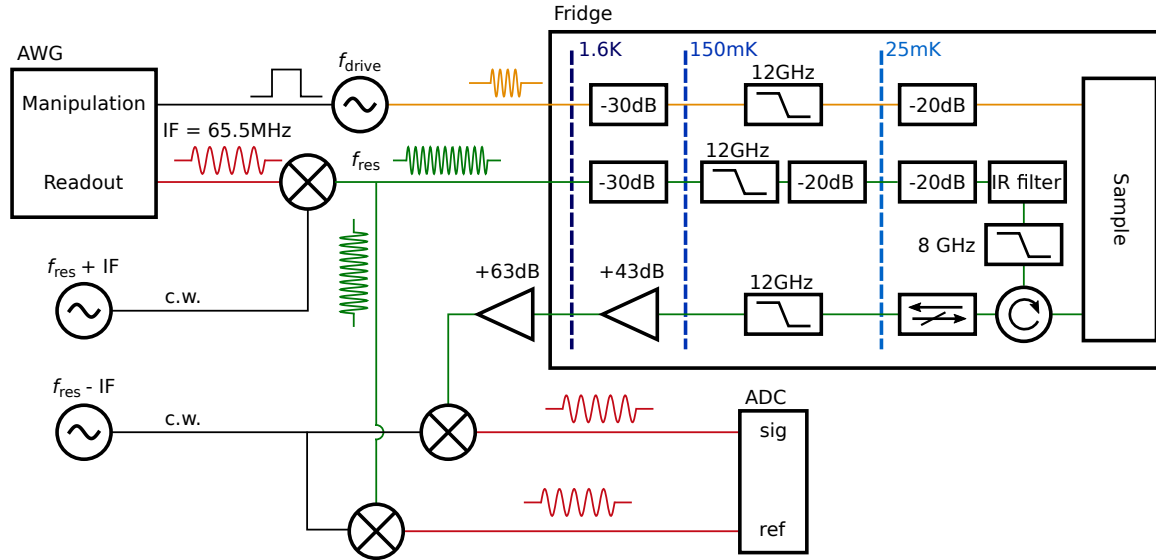 Fridge
AWG
1.6K
150mK
25mK
f_drive
12GHz
Manipulation
-30dB
-20dB
IF = 65.5MHz
f_res
12GHz
Readout
-30dB
-20dB
-20dB
IR filter
Sample
8 GHz
f_res + IF
+63dB
+43dB
12GHz
c.w.
f_res - IF
ADC
c.w.
sig
ref